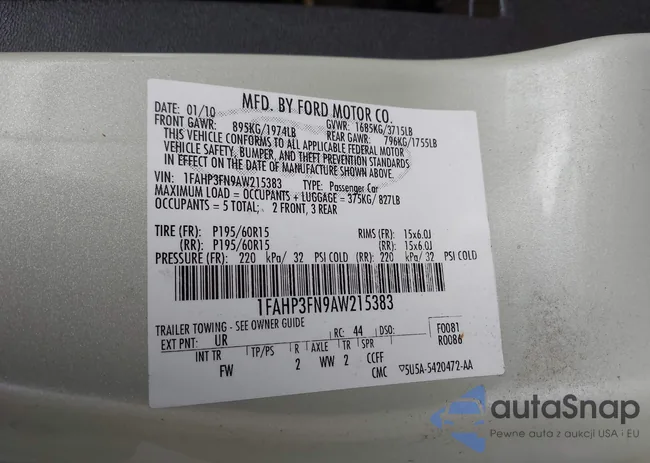 MFD. BY FORD MOTOR CO.
DATE: 01/10 GVWR: 1685KG/3715LB
FRONT GAWR: 895KG/1974LB REAR GAWR: 796KG/1755LB
THIS VEHICLE CONFORMS TO ALL APPLICABLE FEDERAL MOTOR
VEHICLE SAFETY, BUMPER, AND THEFT PREVENTION STANDARDS
IN EFFECT ON THE DATE OF MANUFACTURE SHOWN ABOVE.
VIN: 1FAHP3FN9AW215383 TYPE: Passenger Car
MAXIMUM LOAD = OCCUPANTS + LUGGAGE = 375KG/ 827LB
OCCUPANTS = 5 TOTAL; 2 FRONT, 3 REAR
TIRE (FR): P195/60R15 RIMS (FR): 15x6.0J
(RR): P195/60R15 (RR): 15x6.0J
PRESSURE (FR): 220 kPa/ 32 PSI COLD (RR): 220 kPa/ 32 PSI COLD
1FAHP3FN9AW215383
TRAILER TOWING - SEE OWNER GUIDE F0081
EXT PNT: UR RC: 44 DSO: R0086
INT TR TP/PS R AXLE TR SPR CCFF
FW 2 WW 2 CMC ▽5U5A-5420472-AA
autaSnap
Pewne auta z aukcji USA i EU